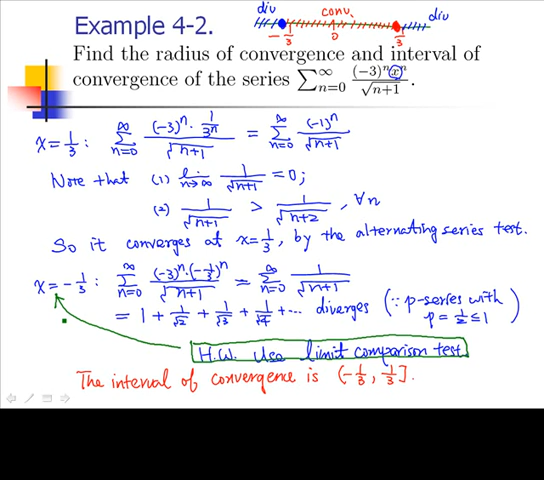 Example 4-2.
div conv. div
-1/3 0 1/3
Find the radius of convergence and interval of
convergence of the series ∑_{n=0}^{∞} (-3)^n x^n / √(n+1).
x = 1/3 : ∑_{n=0}^{∞} (-3)^n · 1/3^n / √(n+1) = ∑_{n=0}^{∞} (-1)^n / √(n+1)
Note that (1) lim_{n→∞} 1/√(n+1) = 0;
(2) 1/√(n+1) > 1/√(n+2), ∀n
So it converges at x=1/3, by the alternating series test.
x = -1/3 : ∑_{n=0}^{∞} (-3)^n · (-1/3)^n / √(n+1) = ∑_{n=0}^{∞} 1/√(n+1)
= 1 + 1/√2 + 1/√3 + 1/√4 + ⋯ diverges (∵ p-series with p = 1/2 ≤ 1)
H.W. Use limit comparison test.
The interval of convergence is (-1/3, 1/3].